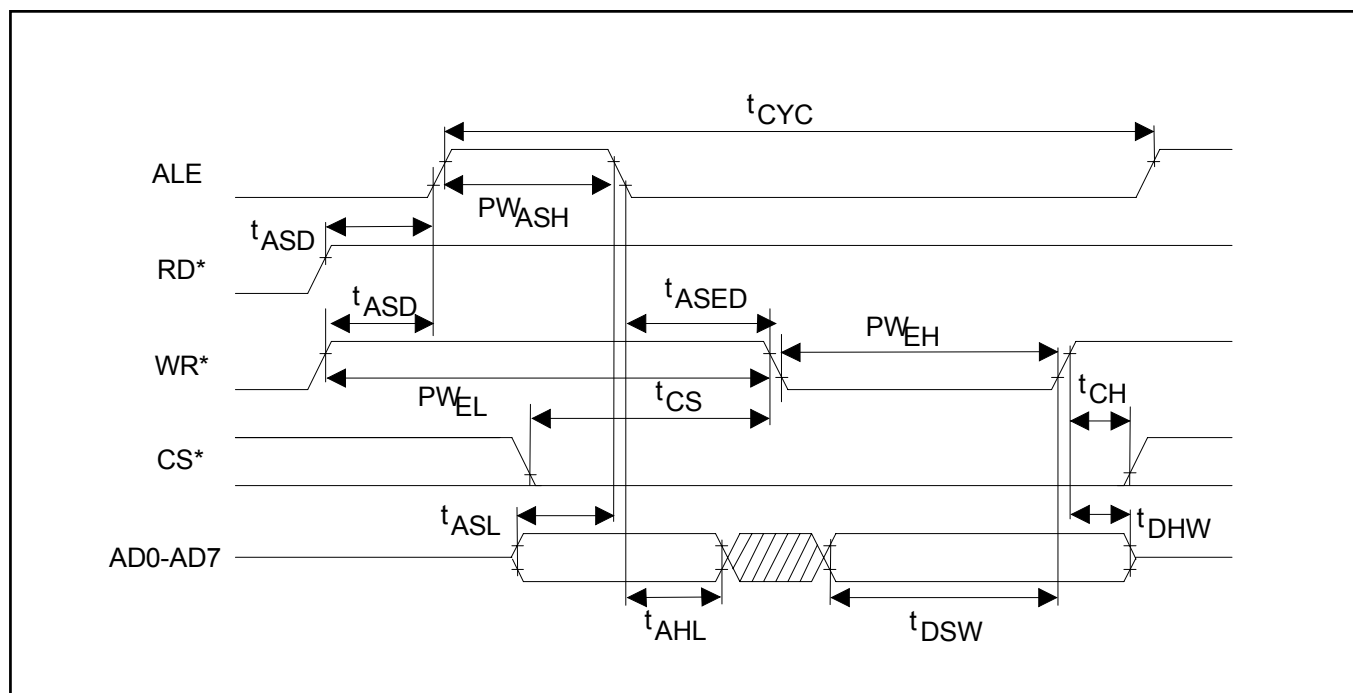 tCYC
ALE
PWASH
tASD
RD*
tASD
tASED
PWEH
WR*
PWEL
tCS
tCH
CS*
tASL
tDHW
AD0-AD7
tAHL
tDSW